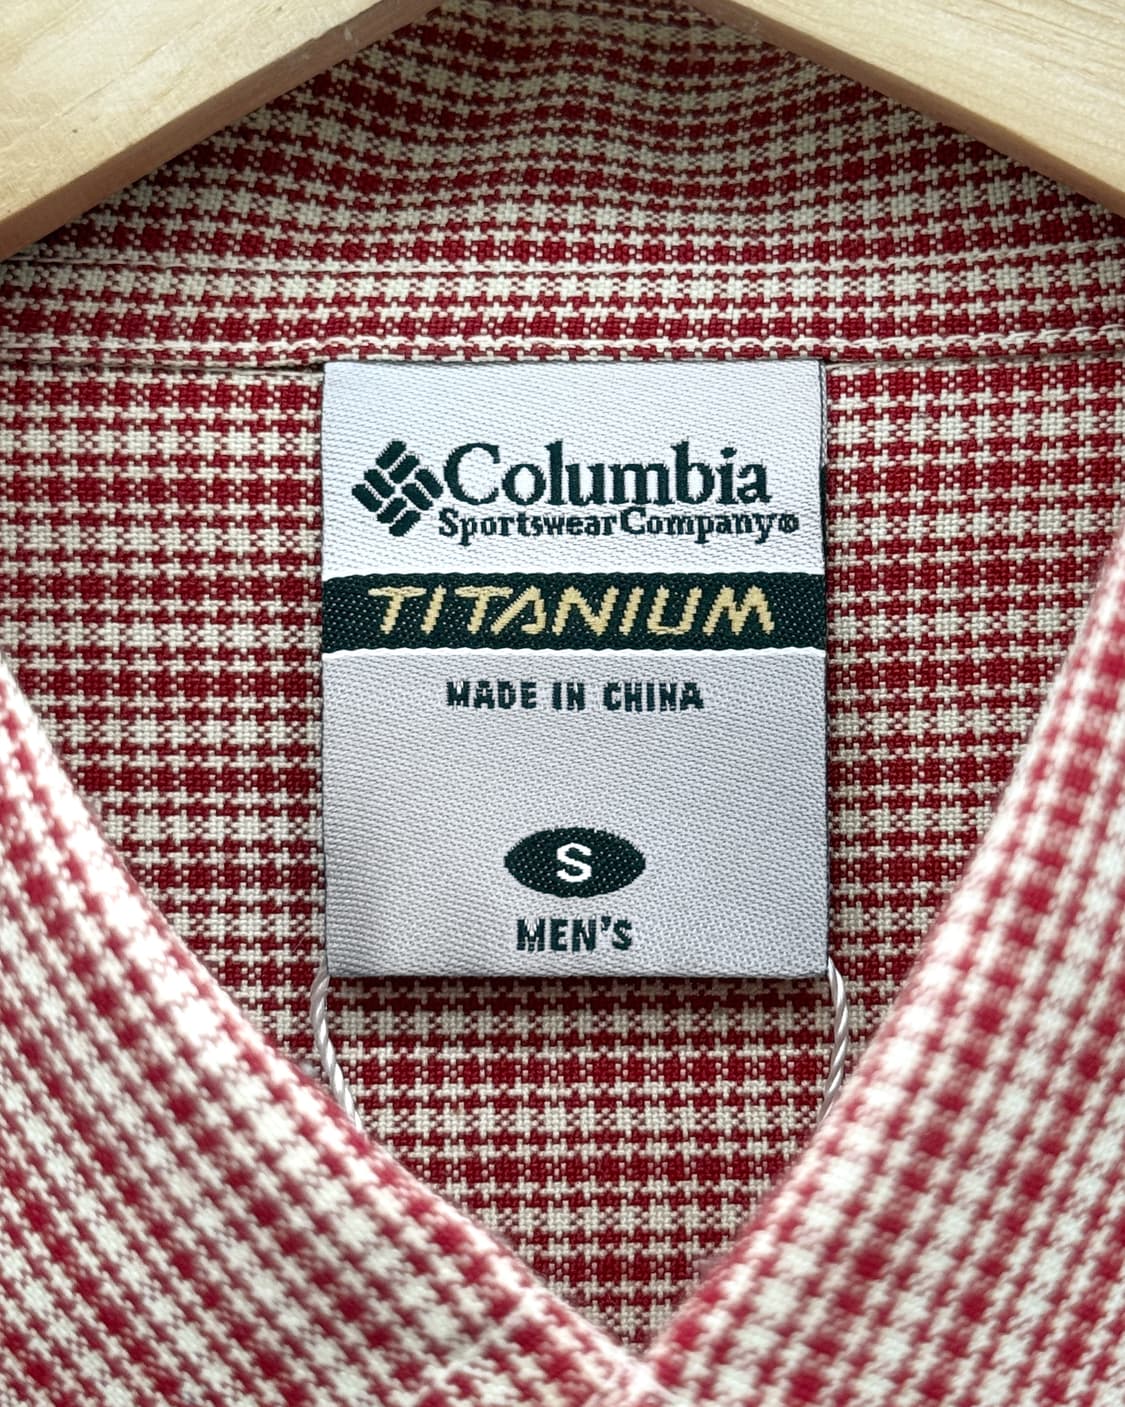 Columbia
Sportswear Company®
TITANIUM
MADE IN CHINA
S
MEN'S